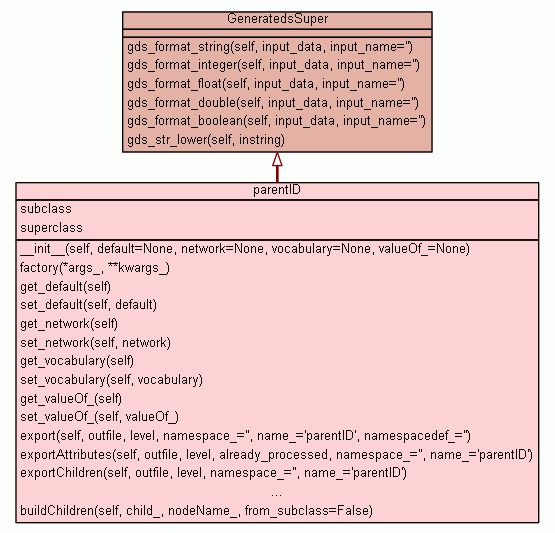 GeneratedsSuper
gds_format_string(self, input_data, input_name='')
gds_format_integer(self, input_data, input_name='')
gds_format_float(self, input_data, input_name='')
gds_format_double(self, input_data, input_name='')
gds_format_boolean(self, input_data, input_name='')
gds_str_lower(self, instring)
parentID
subclass
superclass
__init__(self, default=None, network=None, vocabulary=None, valueOf_=None)
factory(*args_, **kwargs_)
get_default(self)
set_default(self, default)
get_network(self)
set_network(self, network)
get_vocabulary(self)
set_vocabulary(self, vocabulary)
get_valueOf_(self)
set_valueOf_(self, valueOf_)
export(self, outfile, level, namespace_='', name_='parentID', namespacedef_='')
exportAttributes(self, outfile, level, already_processed, namespace_='', name_='parentID')
exportChildren(self, outfile, level, namespace_='', name_='parentID')
...
buildChildren(self, child_, nodeName_, from_subclass=False)